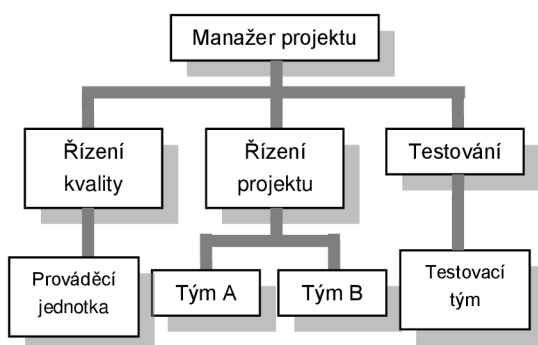 Manažer projektu
Řízení
kvality
Řízení
projektu
Testování
Prováděcí
jednotka
Tým A
Tým B
Testovací
tým